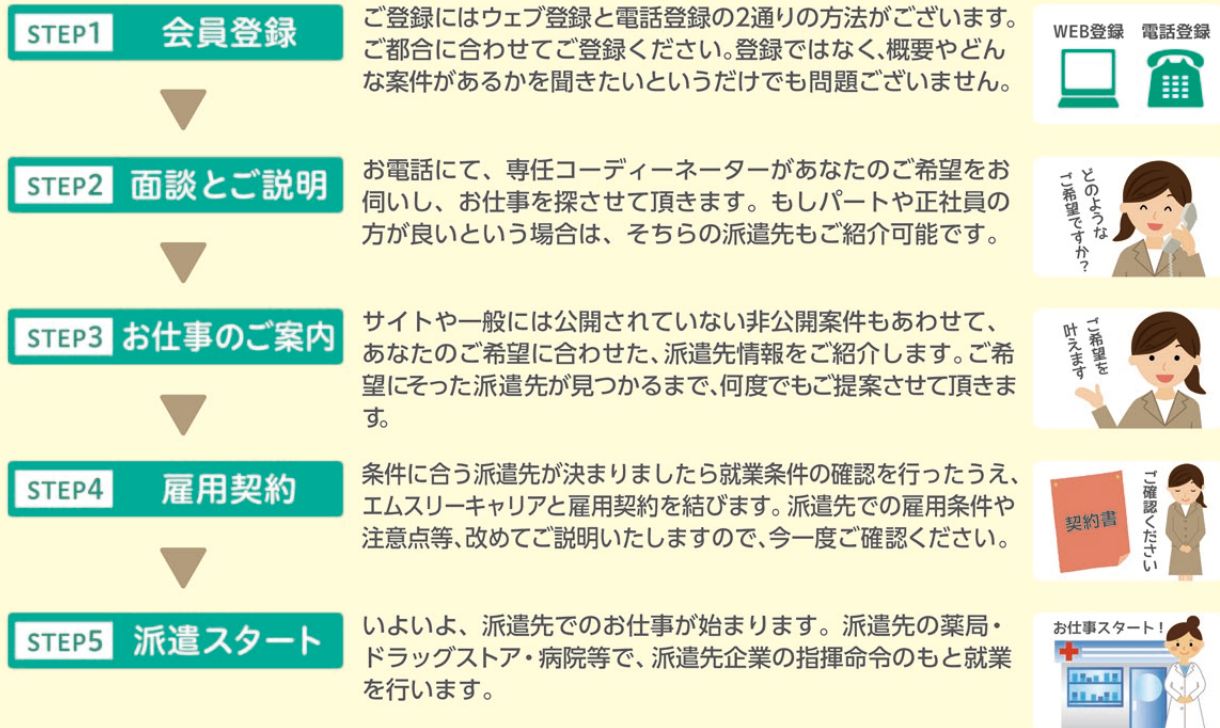 STEP1 会員登録
ご登録にはウェブ登録と電話登録の2通りの方法がございます。
ご都合に合わせてご登録ください。登録ではなく、概要やどん
な案件があるかを聞きたいというだけでも問題ございません。
WEB登録 電話登録
STEP2 面談とご説明
お電話にて、専任コーディーネーターがあなたのご希望をお
伺いし、お仕事を探させて頂きます。もしパートや正社員の
方が良いという場合は、そちらの派遣先もご紹介可能です。
どのような
ご希望ですか?
STEP3 お仕事のご案内
サイトや一般には公開されていない非公開案件もあわせて、
あなたのご希望に合わせた、派遣先情報をご紹介します。ご希
望にそった派遣先が見つかるまで、何度でもご提案させて頂きま
す。
ご希望を
叶えます
STEP4 雇用契約
条件に合う派遣先が決まりましたら就業条件の確認を行ったうえ、
エムスリーキャリアと雇用契約を結びます。派遣先での雇用条件や
注意点等、改めてご説明いたしますので、今一度ご確認ください。
契約書
ご確認ください
STEP5 派遣スタート
いよいよ、派遣先でのお仕事が始まります。派遣先の薬局・
ドラッグストア・病院等で、派遣先企業の指揮命令のもと就業
を行います。
お仕事スタート!